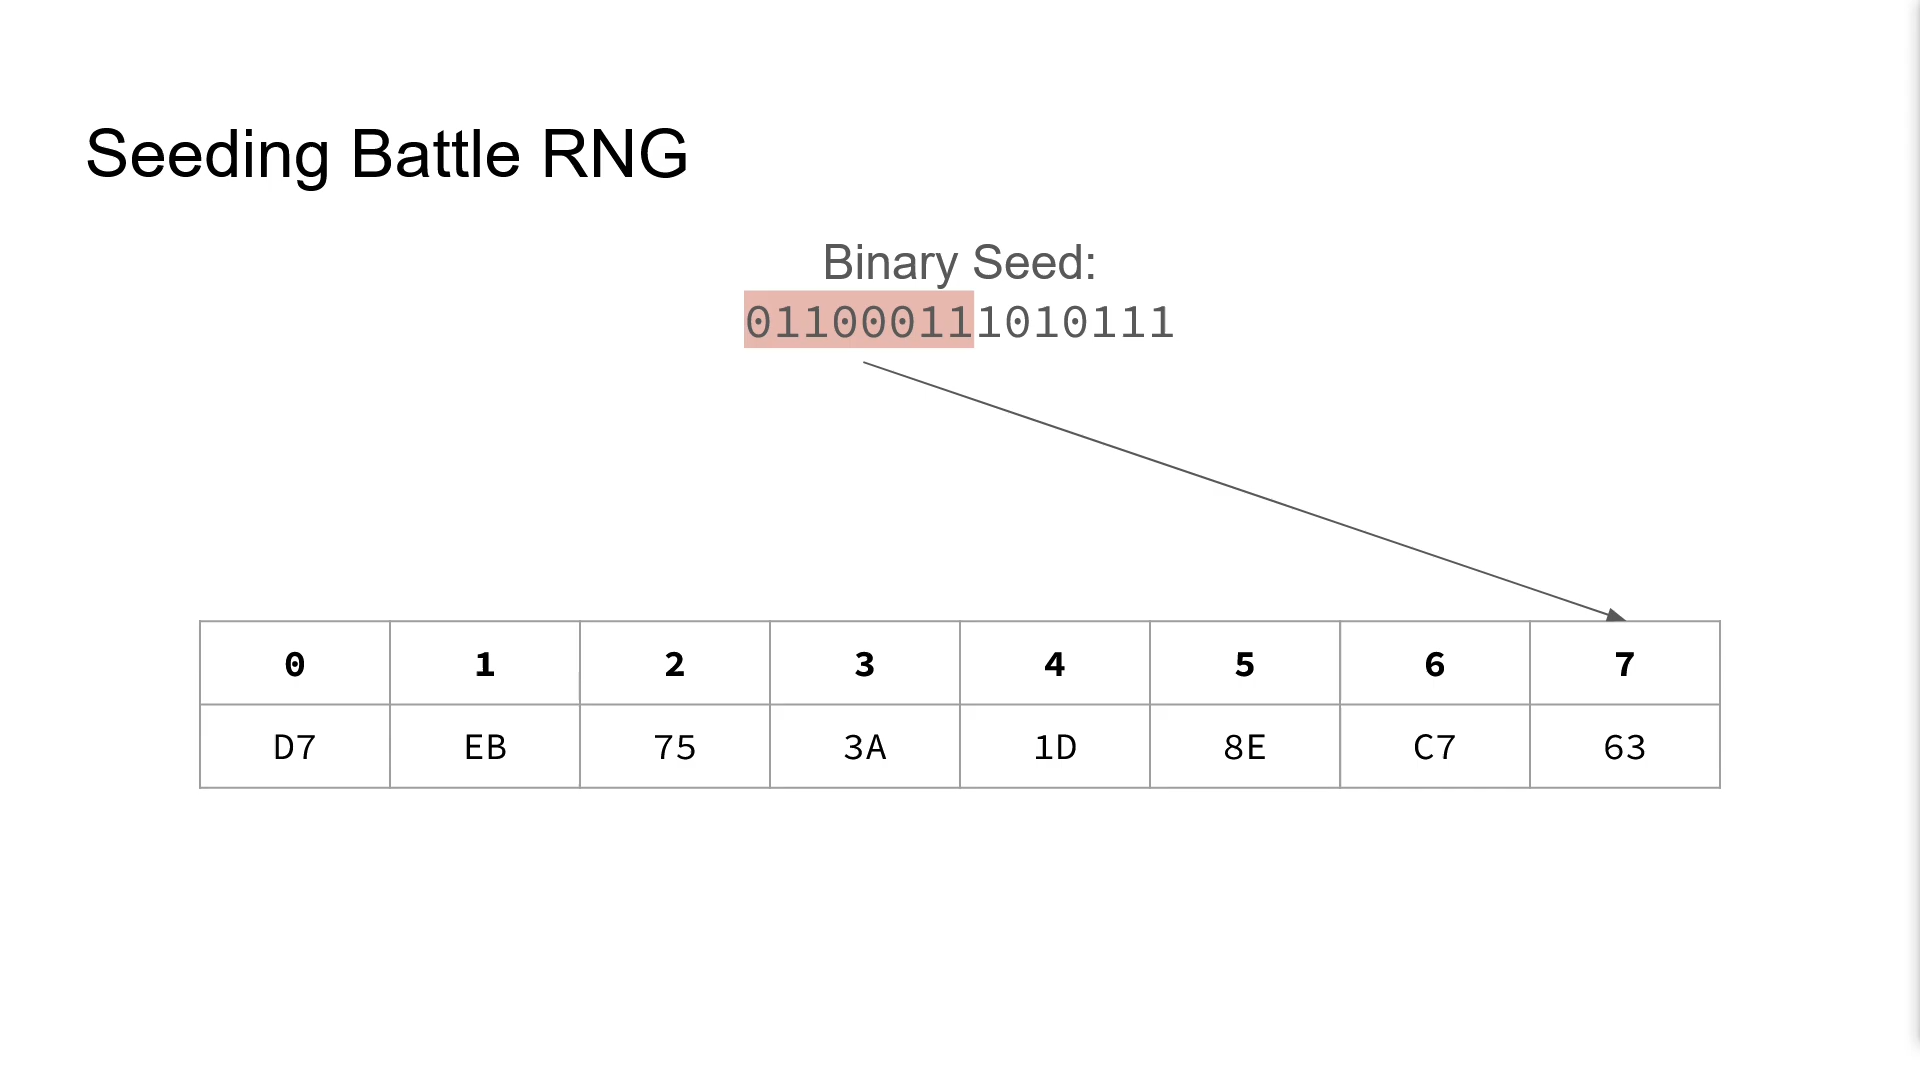 Seeding Battle RNG
Binary Seed:
011000111010111
0 1 2 3 4 5 6 7
D7 EB 75 3A 1D 8E C7 63